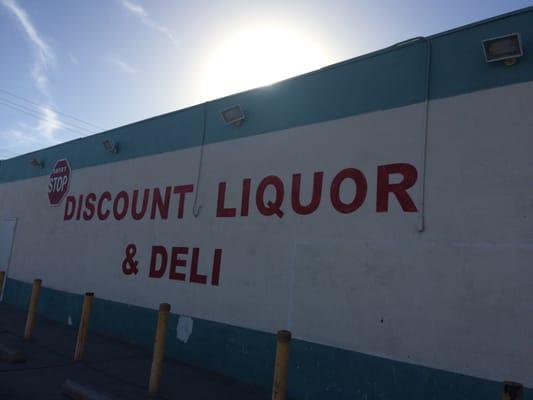 STOP
DISCOUNT LIQUOR
& DELI